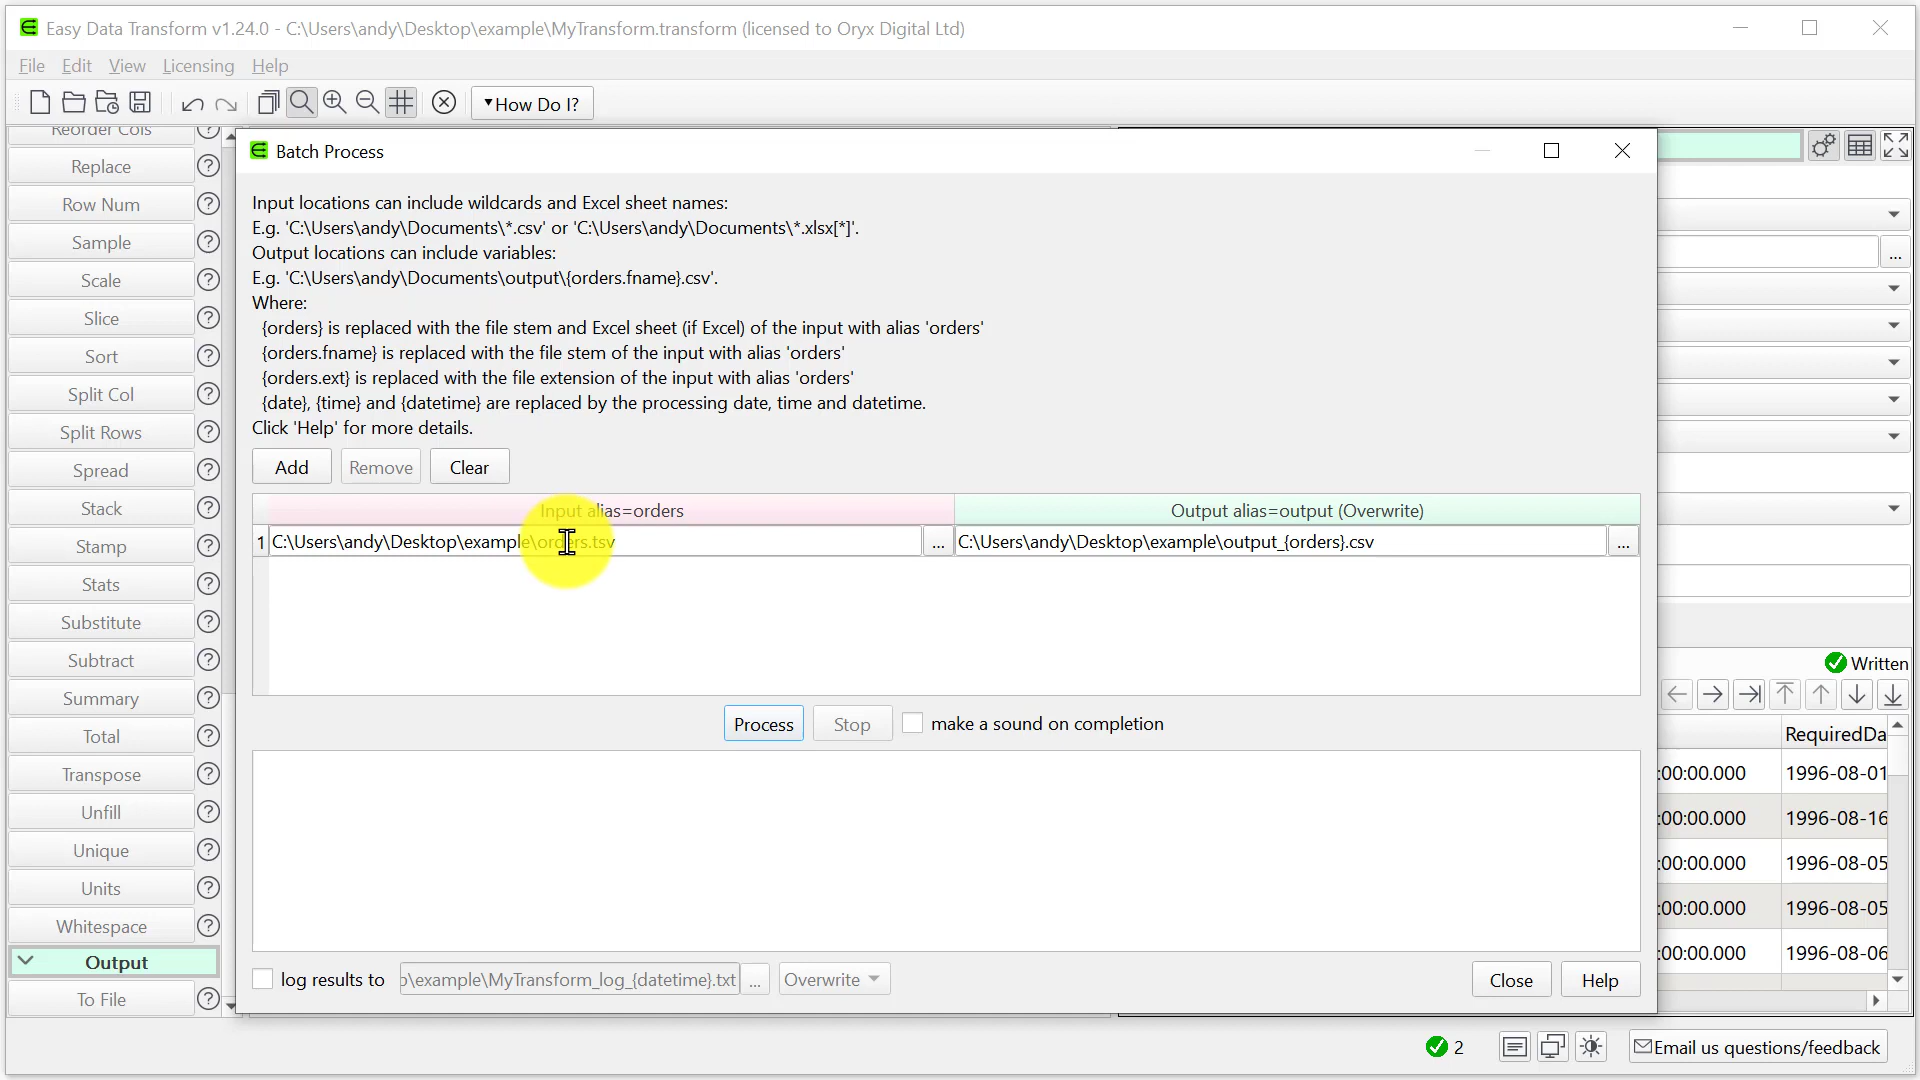 Easy Data Transform v1.24.0 - C:\Users\andy\Desktop\example\MyTransform.transform (licensed to Oryx Digital Ltd)
File Edit View Licensing Help
How Do I?
Reorder Cols
Replace
Row Num
Sample
Scale
Slice
Sort
Split Col
Split Rows
Spread
Stack
Stamp
Stats
Substitute
Subtract
Summary
Total
Transpose
Unfill
Unique
Units
Whitespace
Output
To File
Batch Process
Input locations can include wildcards and Excel sheet names:
E.g. 'C:\Users\andy\Documents\*.csv' or 'C:\Users\andy\Documents\*.xlsx[*]'.
Output locations can include variables:
E.g. 'C:\Users\andy\Documents\output\{orders.fname}.csv'.
Where:
{orders} is replaced with the file stem and Excel sheet (if Excel) of the input with alias 'orders'
{orders.fname} is replaced with the file stem of the input with alias 'orders'
{orders.ext} is replaced with the file extension of the input with alias 'orders'
{date}, {time} and {datetime} are replaced by the processing date, time and datetime.
Click 'Help' for more details.
Add Remove Clear
Input alias=orders Output alias=output (Overwrite)
1 C:\Users\andy\Desktop\example\orders.tsv ... C:\Users\andy\Desktop\example\output_{orders}.csv ...
Process Stop make a sound on completion
log results to \example\MyTransform_log_{datetime}.txt ... Overwrite
Close Help
...
Written
RequiredDa
:00:00.000 1996-08-01
:00:00.000 1996-08-16
:00:00.000 1996-08-05
:00:00.000 1996-08-05
:00:00.000 1996-08-06
2 Email us questions/feedback